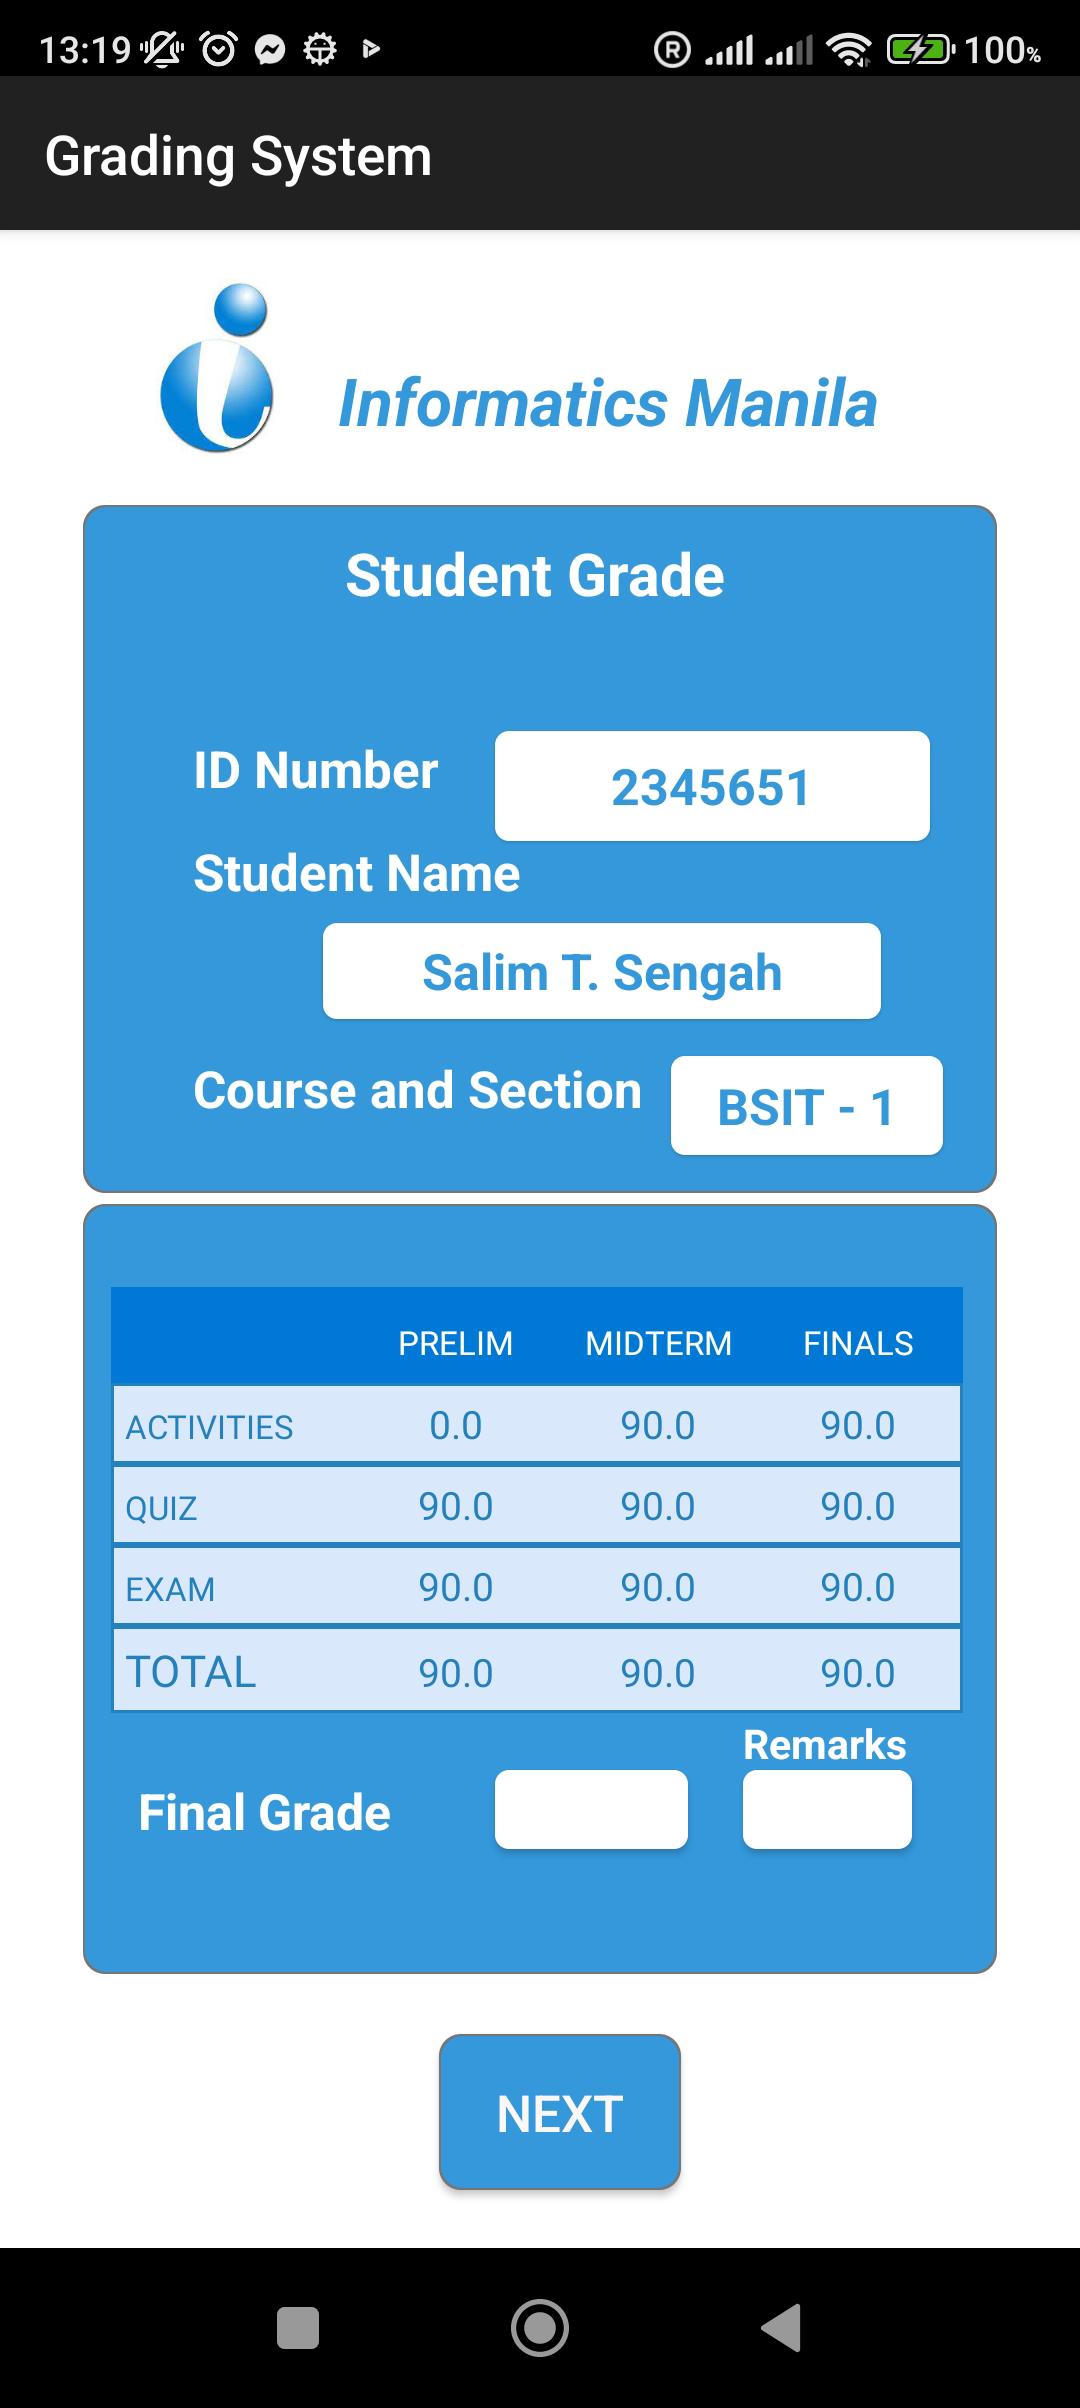 13:19 100%
Grading System
Informatics Manila
Student Grade
ID Number 2345651
Student Name
Salim T. Sengah
Course and Section BSIT - 1
PRELIM MIDTERM FINALS
ACTIVITIES 0.0 90.0 90.0
QUIZ 90.0 90.0 90.0
EXAM 90.0 90.0 90.0
TOTAL 90.0 90.0 90.0
Remarks
Final Grade
NEXT